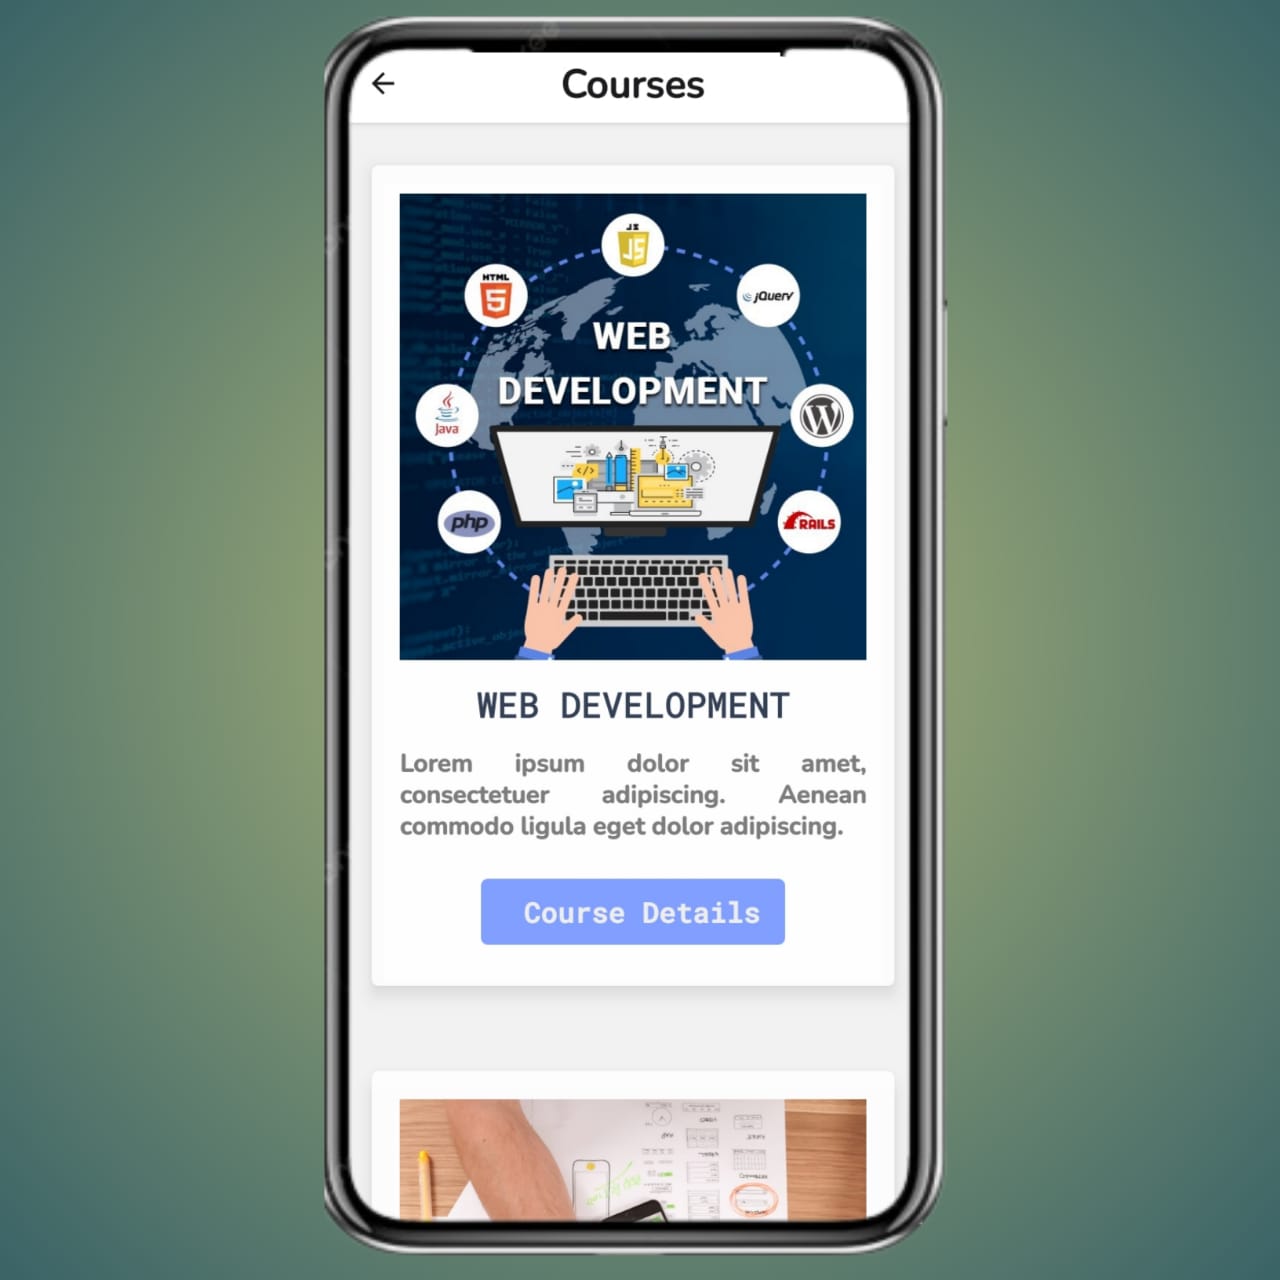 Courses
JS
JS
HTML
5
jQuery
WEB
DEVELOPMENT
Java
W
php
RAILS
WEB DEVELOPMENT
Lorem ipsum dolor sit amet,
consectetuer adipiscing. Aenean
commodo ligula eget dolor adipiscing.
Course Details